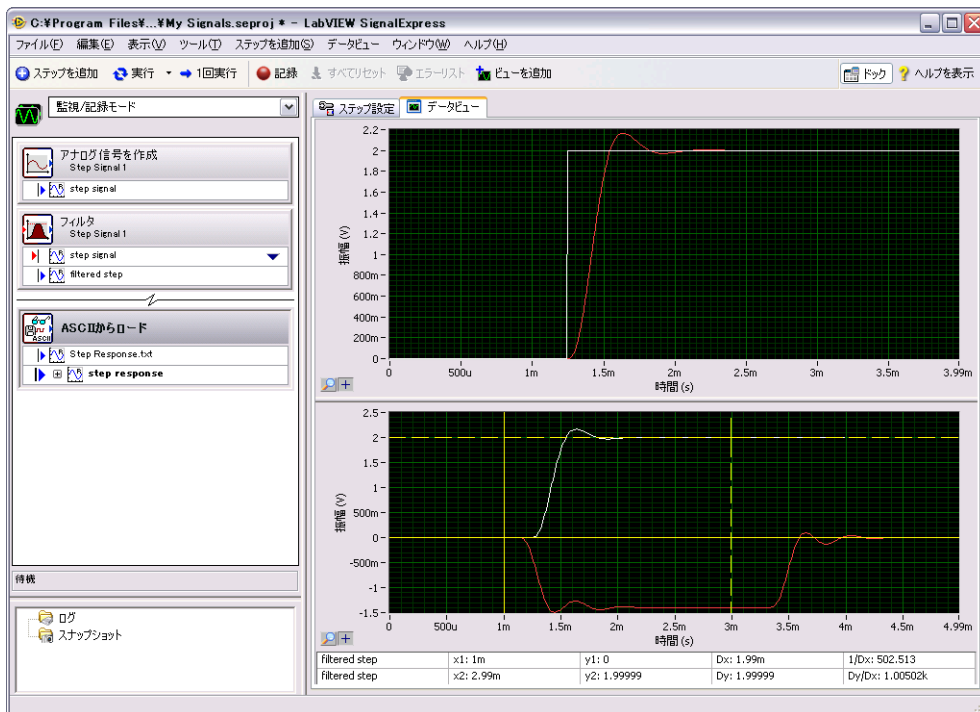 C:¥Program Files¥...¥My Signals.seproj * - LabVIEW SignalExpress
ファイル(F) 編集(E) 表示(V) ツール(T) ステップを追加(S) データビュー ウィンドウ(W) ヘルプ(H)
ステップを追加 実行 1回実行 記録 すべてリセット エラーリスト ビューを追加 ドック ヘルプを表示
監視/記録モード
アナログ信号を作成
Step Signal 1
step signal
フィルタ
Step Signal 1
step signal
filtered step
ASCII
ASCIIからロード
Step Response.txt
step response
待機
ログ
スナップショット
ステップ設定 データビュー
2.2
2
1.8
1.6
1.4
1.2
1
800m
600m
400m
200m
0
振幅 (V)
0 500u 1m 1.5m 2m 2.5m 3m 3.5m 3.99m
時間 (s)
2.5
2
1.5
1
500m
0
-500m
-1
-1.5
振幅 (V)
0 500u 1m 1.5m 2m 2.5m 3m 3.5m 4m 4.5m 4.99m
時間 (s)
filtered step x1: 1m y1: 0 Dx: 1.99m 1/Dx: 502.513
filtered step x2: 2.99m y2: 1.99999 Dy: 1.99999 Dy/Dx: 1.00502k